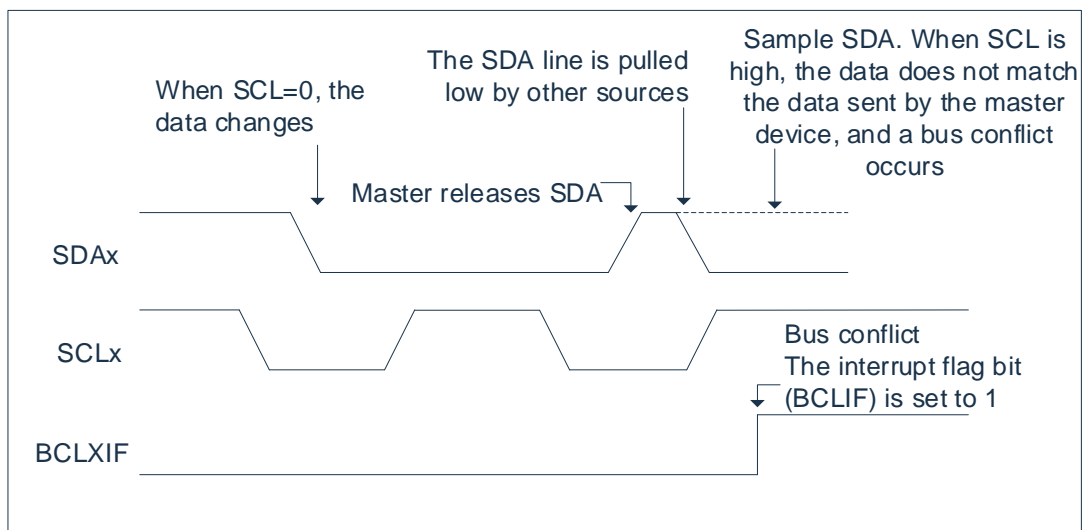 When SCL=0, the
data changes
The SDA line is pulled
low by other sources
Sample SDA. When SCL is
high, the data does not match
the data sent by the master
device, and a bus conflict
occurs
Master releases SDA
SDAx
SCLx
Bus conflict
The interrupt flag bit
(BCLIF) is set to 1
BCLXIF